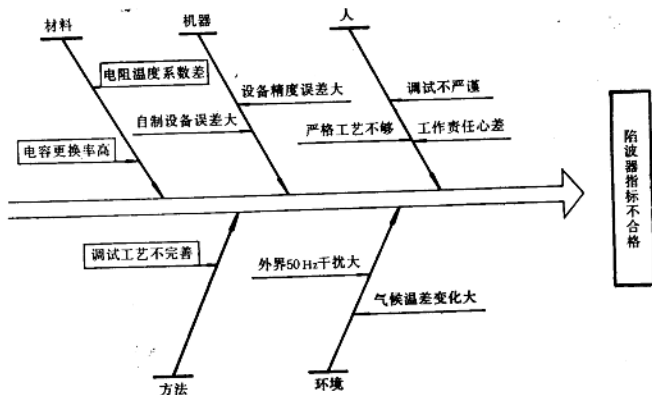 材料
机器
人
电阻温度系数差
设备精度误差大
调试不严谨
自制设备误差大
严格工艺不够
工作责任心差
电容更换率高
陷波器指标不合格
调试工艺不完善
外界50Hz干扰大
气候温差变化大
方法
环境